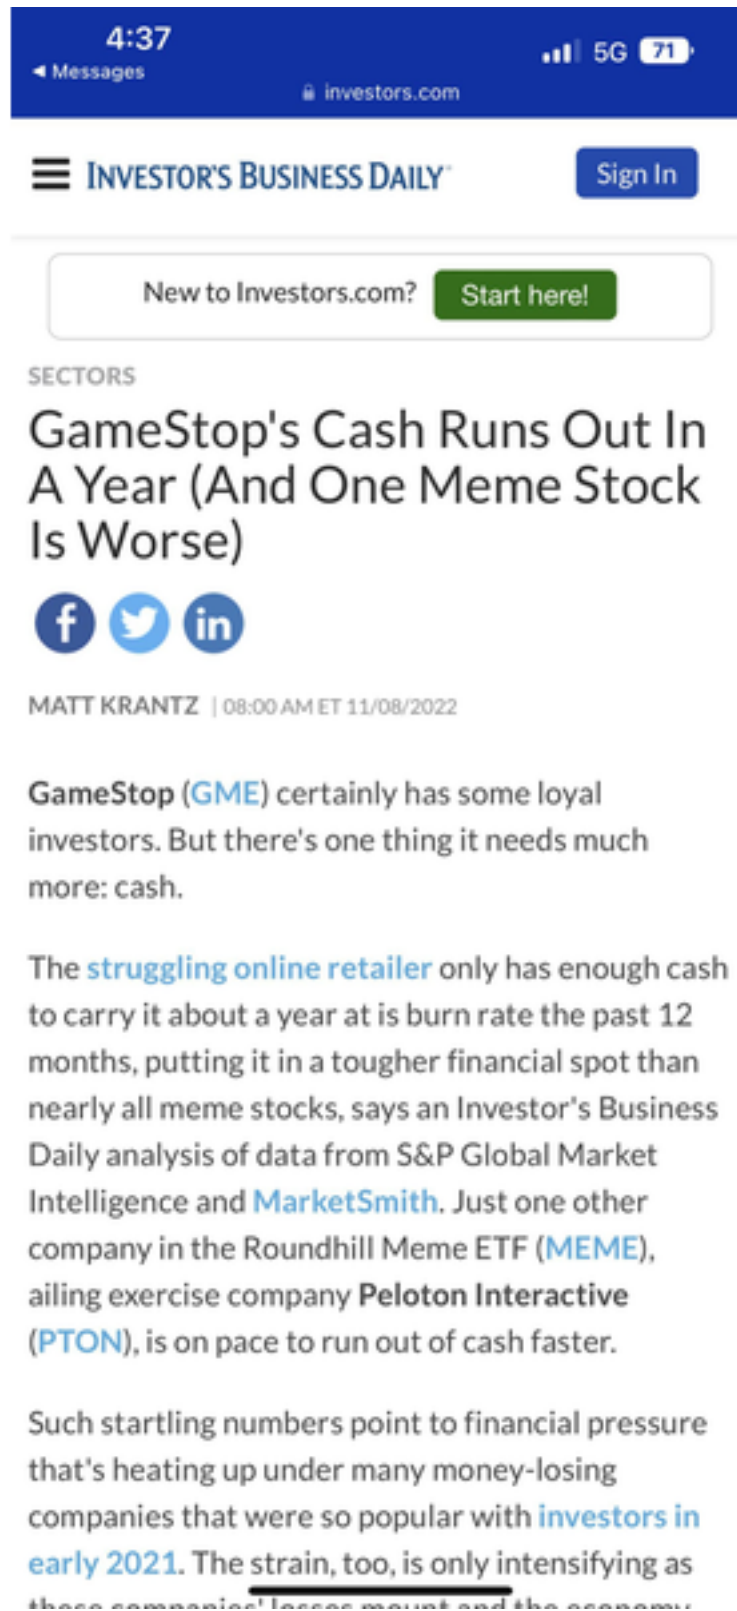 4:37
5G 71
◀ Messages
investors.com
INVESTOR'S BUSINESS DAILY
Sign In
New to Investors.com? Start here!
SECTORS
GameStop's Cash Runs Out In
A Year (And One Meme Stock
Is Worse)
f in
MATT KRANTZ | 08:00 AM ET 11/08/2022
GameStop (GME) certainly has some loyal
investors. But there's one thing it needs much
more: cash.
The struggling online retailer only has enough cash
to carry it about a year at is burn rate the past 12
months, putting it in a tougher financial spot than
nearly all meme stocks, says an Investor's Business
Daily analysis of data from S&P Global Market
Intelligence and MarketSmith. Just one other
company in the Roundhill Meme ETF (MEME),
ailing exercise company Peloton Interactive
(PTON), is on pace to run out of cash faster.
Such startling numbers point to financial pressure
that's heating up under many money-losing
companies that were so popular with investors in
early 2021. The strain, too, is only intensifying as
these companies' losses mount and the economy